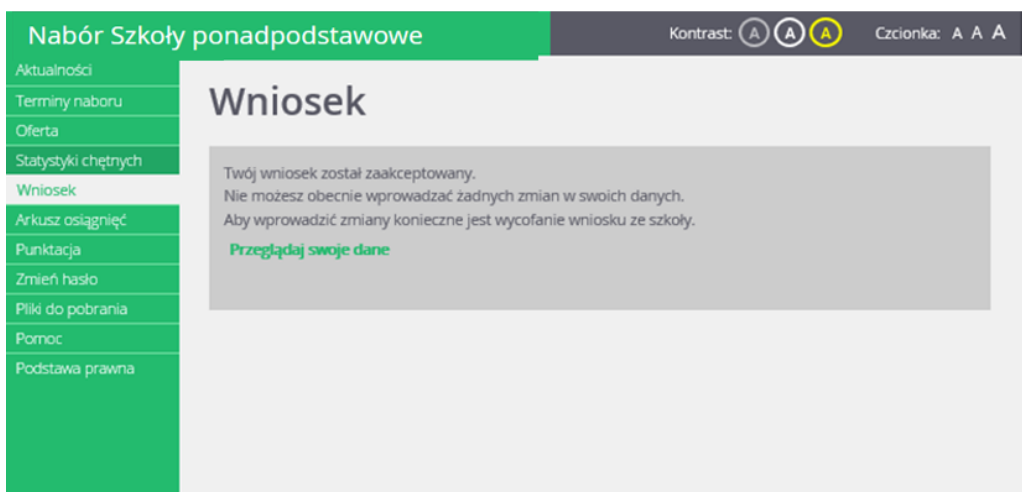 Nabór Szkoły ponadpodstawowe
Kontrast: A A A Czcionka: A A A
Aktualności
Terminy naboru
Oferta
Statystyki chętnych
Wniosek
Arkusz osiągnięć
Punktacja
Zmień hasło
Pliki do pobrania
Pomoc
Podstawa prawna
Wniosek
Twój wniosek został zaakceptowany.
Nie możesz obecnie wprowadzać żadnych zmian w swoich danych.
Aby wprowadzić zmiany konieczne jest wycofanie wniosku ze szkoły.
Przeglądaj swoje dane